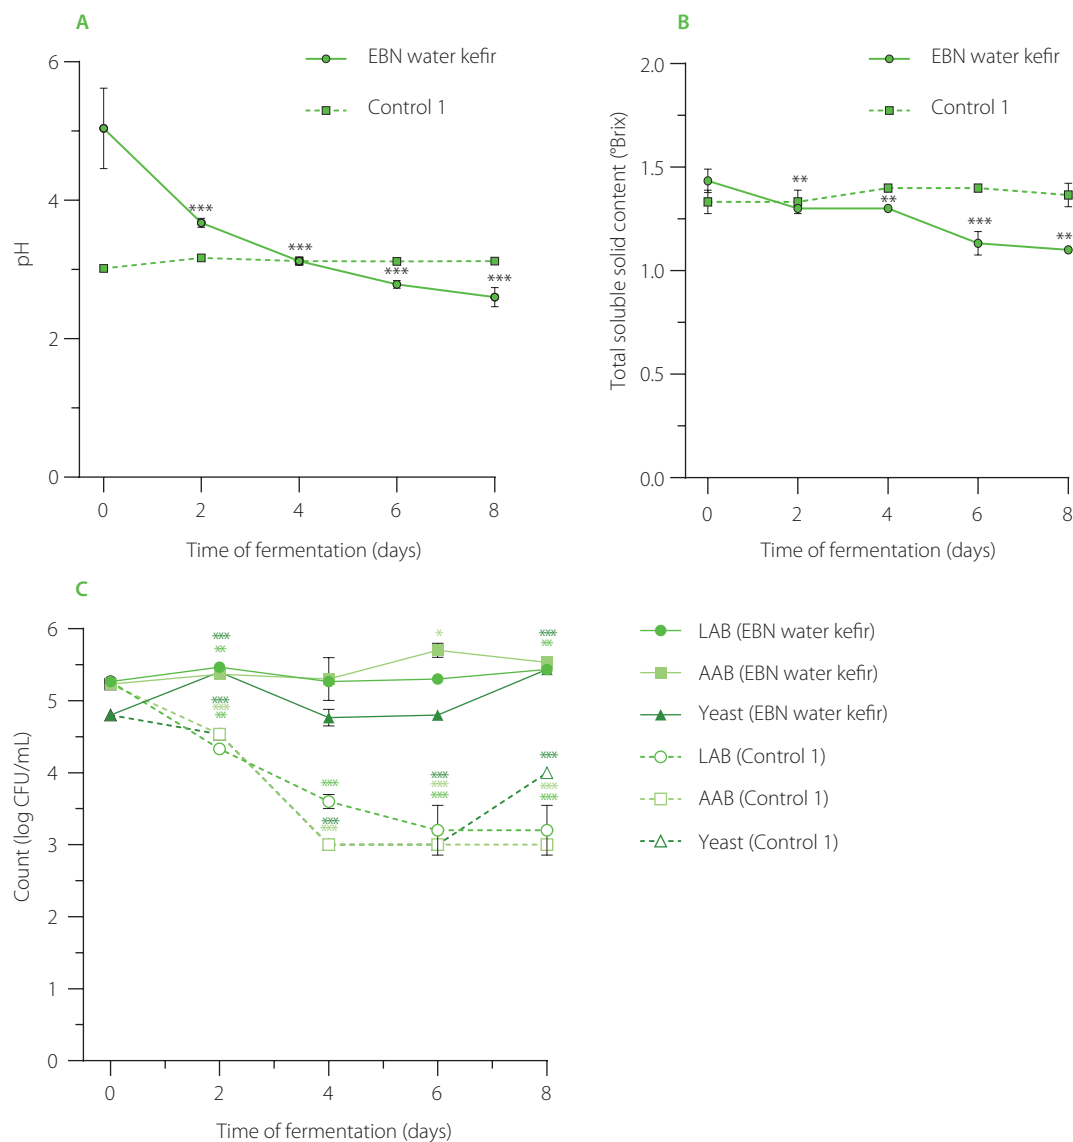 A
EBN water kefir
Control 1
6
4
2
0
pH
***
***
***
***
0 2 4 6 8
Time of fermentation (days)
B
EBN water kefir
Control 1
2.0
1.5
1.0
0.5
0.0
Total soluble solid content (°Brix)
**
**
***
**
0 2 4 6 8
Time of fermentation (days)
C
6
5
4
3
2
1
0
Count (log CFU/mL)
***
**
***
***
**
***
***
***
*
***
***
***
***
**
***
***
***
0 2 4 6 8
Time of fermentation (days)
LAB (EBN water kefir)
AAB (EBN water kefir)
Yeast (EBN water kefir)
LAB (Control 1)
AAB (Control 1)
Yeast (Control 1)